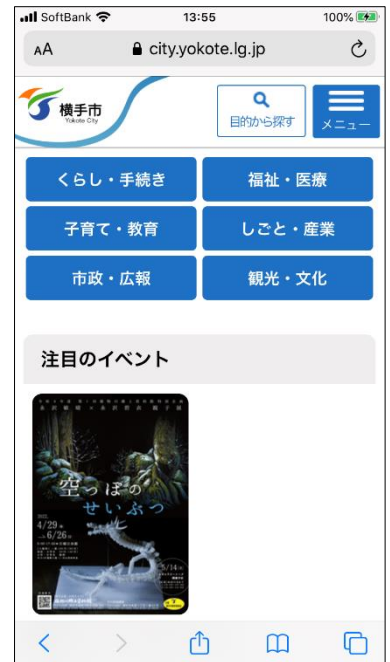 SoftBank 13:55 100%
AA city.yokote.lg.jp
横手市
Yokote City
目的から探す
メニュー
くらし・手続き
福祉・医療
子育て・教育
しごと・産業
市政・広報
観光・文化
注目のイベント
空っぽの
せいぶつ
4/29
6/26
5/14